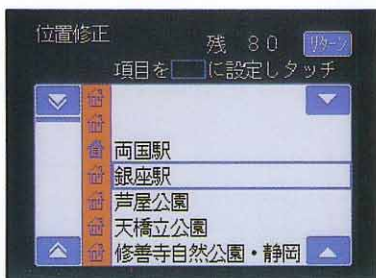 位置修正
残 80 リターン
項目を に設定しタッチ
両国駅
銀座駅
芦屋公園
天橋立公園
修善寺自然公園・静岡